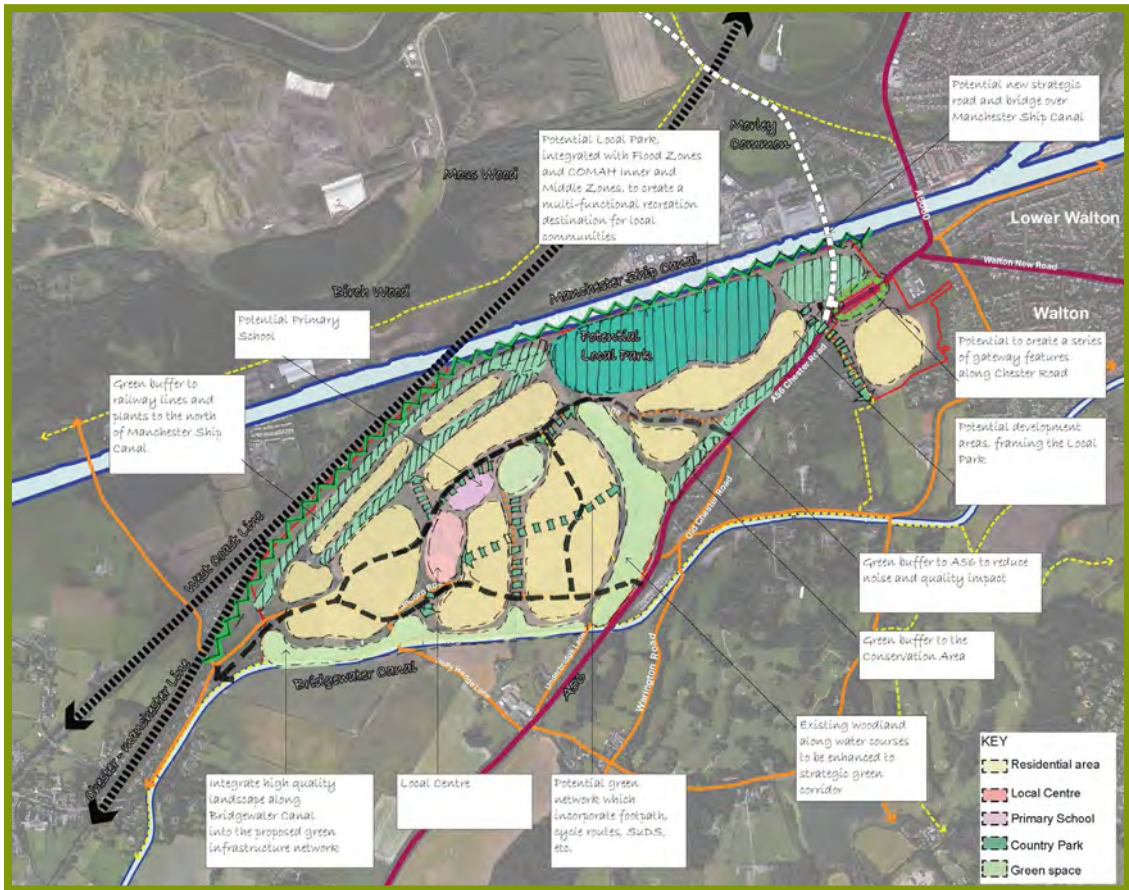 Potential new strategic
road and bridge over
Manchester Ship Canal
Potential Local Park,
integrated with Flood Zones
and COMAH Inner and
Middle Zones, to create a
multi-functional recreation
destination for local
communities
Morley
Common
Moss Wood
A5060
Lower Walton
Walton New Road
Manchester Ship Canal
Birch Wood
Walton
Potential Primary
School
Potential
Local Park
Potential to create a series
of gateway features
along Chester Road
A56 Chester Road
Green buffer to
railway lines and
plants to the north
of Manchester Ship
Canal
Potential development
areas, framing the Local
Park
Old Chester Road
West Coast Line
Green buffer to A56 to reduce
noise and quality impact
Green buffer to the
Conservation Area
Bridgewater Canal
Chester - Manchester Line
A56
Warrington Road
Existing woodland
along water courses
to be enhanced to
strategic green
corridor
Integrate high quality
landscape along
Bridgewater Canal
into the proposed green
infrastructure network
Local Centre
Potential green
network which
incorporate footpath,
cycle routes, SuDS,
etc.
KEY
Residential area
Local Centre
Primary School
Country Park
Green space